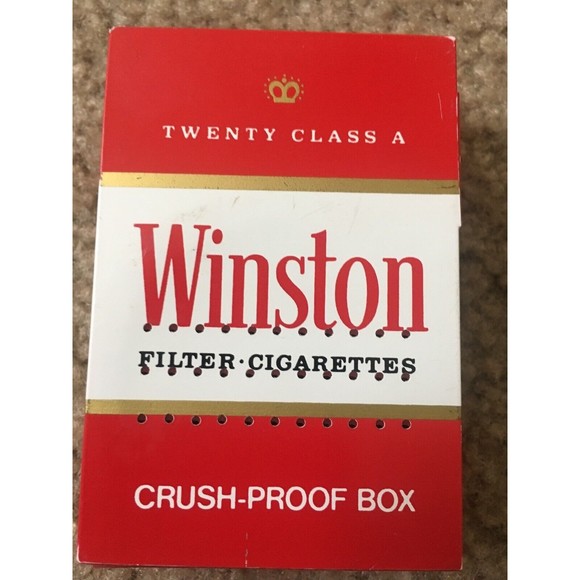 TWENTY CLASS A
Winston
FILTER·CIGARETTES
CRUSH-PROOF BOX